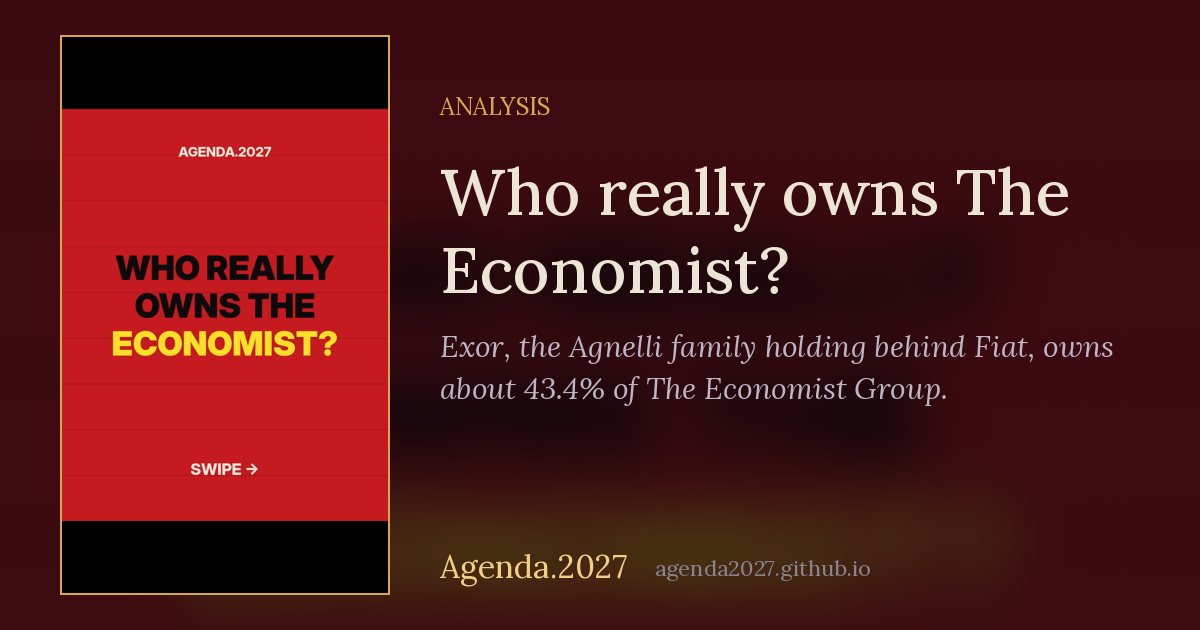 AGENDA.2027
WHO REALLY
OWNS THE
ECONOMIST?
SWIPE →
ANALYSIS
Who really owns The
Economist?
Exor, the Agnelli family holding behind Fiat, owns
about 43.4% of The Economist Group.
Agenda.2027 agenda2027.github.io